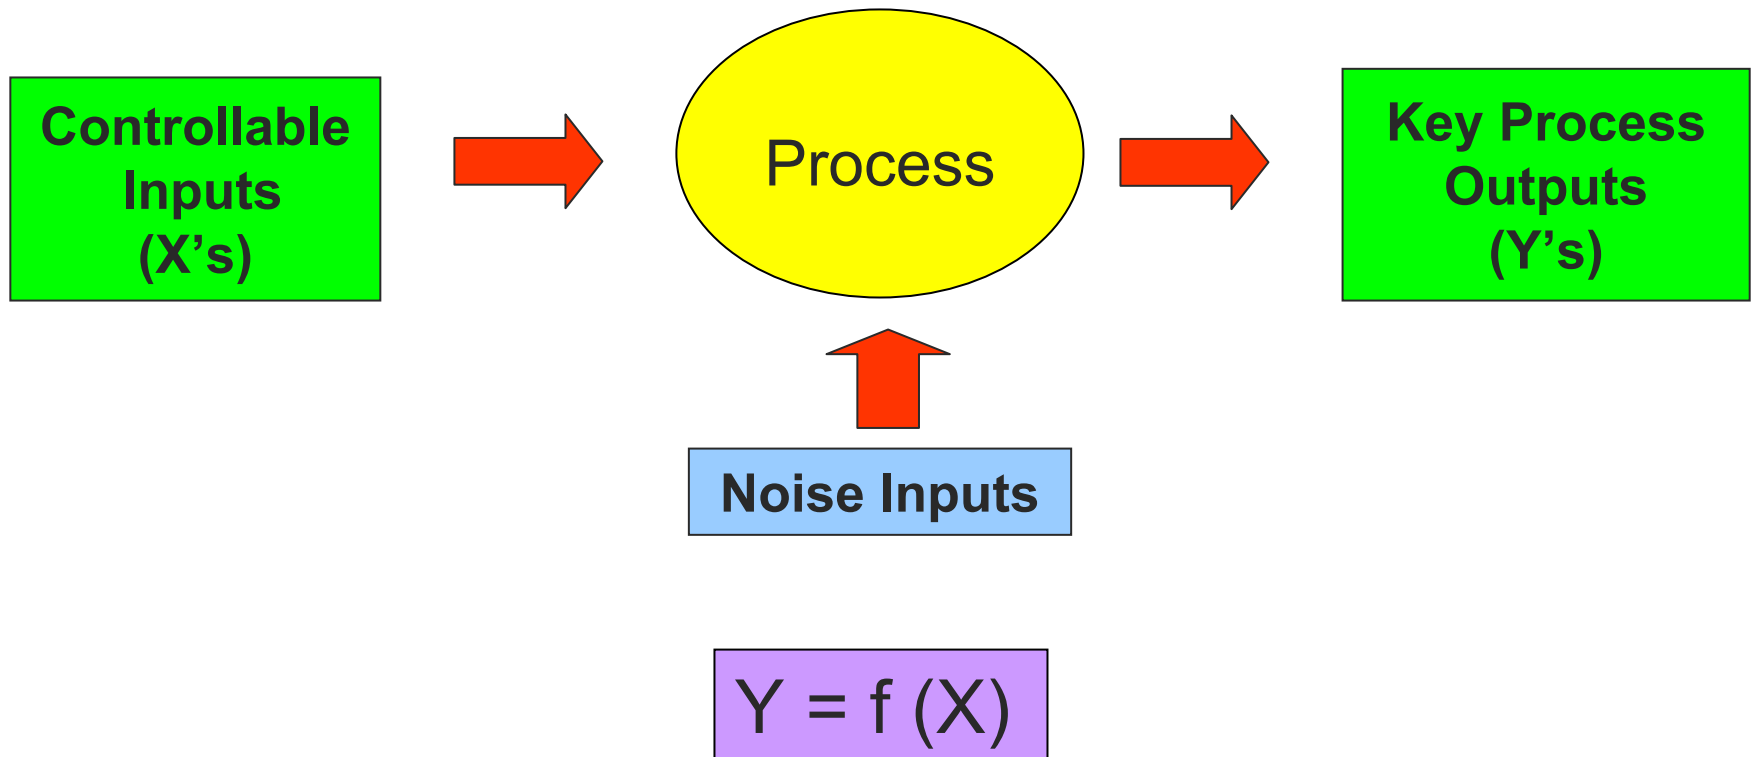 Controllable
Inputs
(X’s)
Process
Key Process
Outputs
(Y’s)
Noise Inputs
Y = f (X)